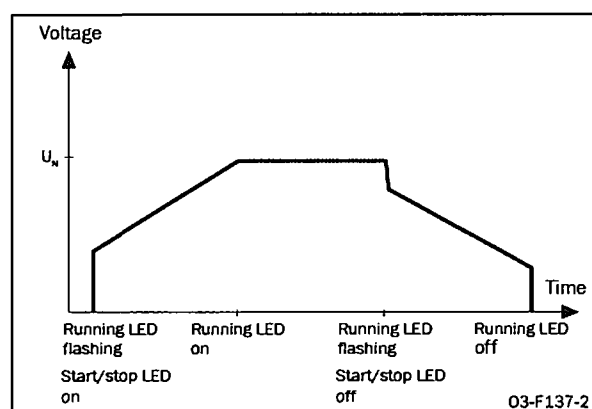 Voltage
U_N
Time
Running LED flashing
Start/stop LED on
Running LED on
Running LED flashing
Start/stop LED off
Running LED off
03-F137-2